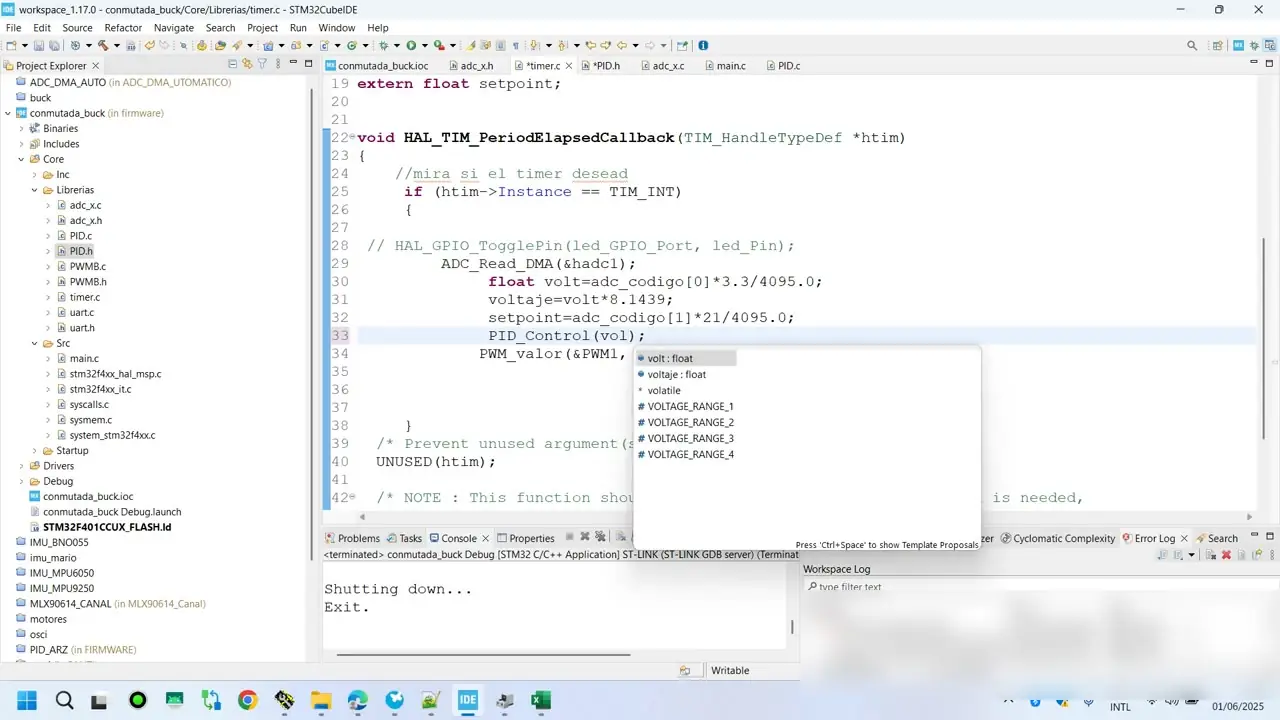 workspace_1.17.0 - conmutada_buck/Core/Librerias/timer.c - STM32CubeIDE
File Edit Source Refactor Navigate Search Project Run Window Help
Project Explorer
conmutada_buck.ioc adc_x.h *timer.c *PID.h adc_x.c main.c PID.c
ADC_DMA_AUTO (in ADC_DMA_UTOMATICO)
buck
conmutada_buck (in firmware)
Binaries
Includes
Core
Inc
Librerias
adc_x.c
adc_x.h
PID.c
PID.h
PWMB.c
PWMB.h
timer.c
uart.c
uart.h
Src
main.c
stm32f4xx_hal_msp.c
stm32f4xx_it.c
syscalls.c
sysmem.c
system_stm32f4xx.c
Startup
Drivers
Debug
conmutada_buck.ioc
conmutada_buck Debug.launch
STM32F401CCUX_FLASH.ld
IMU_BNO055
imu_mario
IMU_MPU6050
IMU_MPU9250
MLX90614_CANAL (in MLX90614_Canal)
motores
osci
PID_ARZ (in FIRMWARE)
19 extern float setpoint;
20
21
22 void HAL_TIM_PeriodElapsedCallback(TIM_HandleTypeDef *htim)
23 {
24 //mira si el timer desead
25 if (htim->Instance == TIM_INT)
26 {
27
28 // HAL_GPIO_TogglePin(led_GPIO_Port, led_Pin);
29 ADC_Read_DMA(&hadc1);
30 float volt=adc_codigo[0]*3.3/4095.0;
31 voltaje=volt*8.1439;
32 setpoint=adc_codigo[1]*21/4095.0;
33 PID_Control(vol);
34 PWM_valor(&PWM1,
35
36
37
38 }
39 /* Prevent unused argument(s
40 UNUSED(htim);
41
42 /* NOTE : This function shou is needed,
volt : float
voltaje : float
volatile
# VOLTAGE_RANGE_1
# VOLTAGE_RANGE_2
# VOLTAGE_RANGE_3
# VOLTAGE_RANGE_4
Press 'Ctrl+Space' to show Template Proposals
Problems Tasks Console Properties zer Cyclomatic Complexity Error Log Search
<terminated> conmutada_buck Debug [STM32 C/C++ Application] ST-LINK (ST-LINK GDB server) (Terminat
Shutting down...
Exit.
Workspace Log
type filter text
Writable
IDE
INTL
01/06/2025